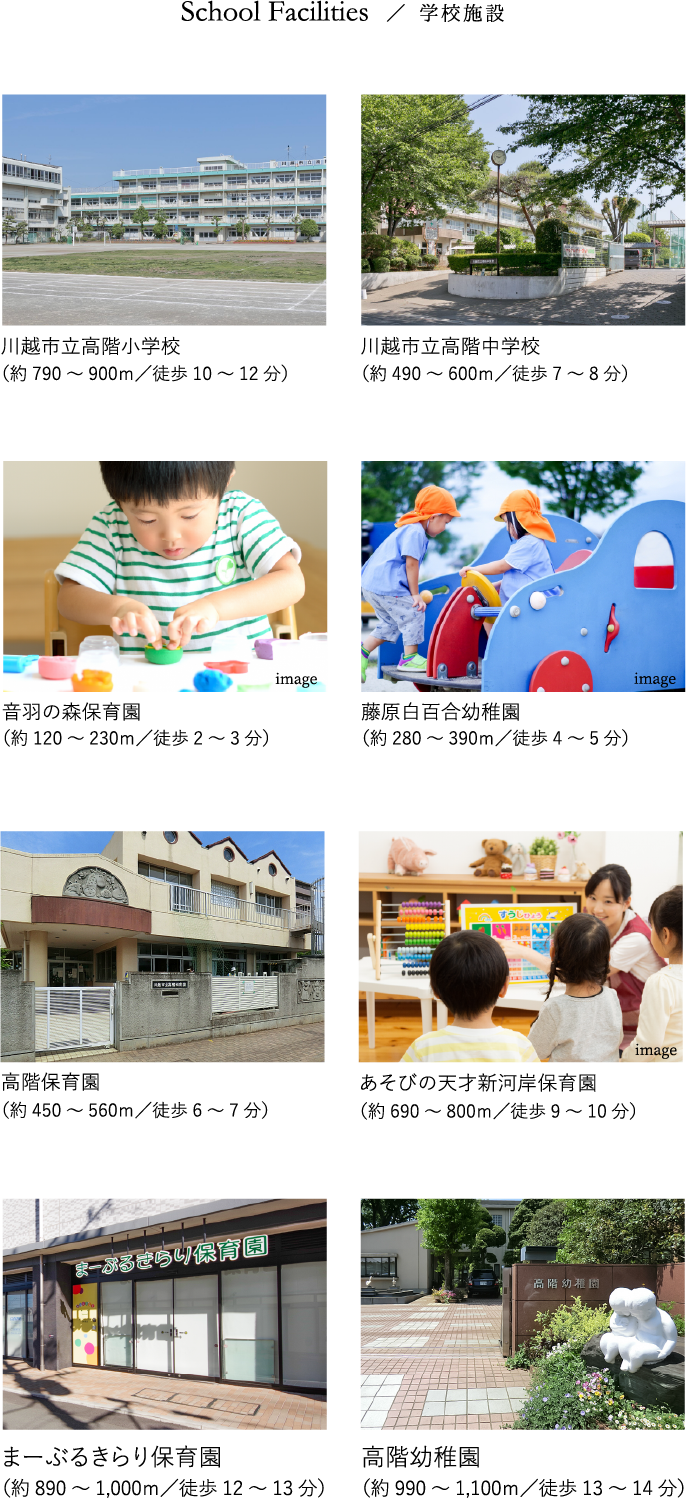 School Facilities ／ 学校施設
川越市立高階小学校
（約 790 ～ 900m／徒歩 10 ～ 12 分）
川越市立高階中学校
（約 490 ～ 600m／徒歩 7 ～ 8 分）
image
音羽の森保育園
（約 120 ～ 230m／徒歩 2 ～ 3 分）
image
藤原白百合幼稚園
（約 280 ～ 390m／徒歩 4 ～ 5 分）
高階保育園
（約 450 ～ 560m／徒歩 6 ～ 7 分）
image
あそびの天才新河岸保育園
（約 690 ～ 800m／徒歩 9 ～ 10 分）
まーぶるきらり保育園
まーぶるきらり保育園
（約 890 ～ 1,000m／徒歩 12 ～ 13 分）
高階幼稚園
高階幼稚園
（約 990 ～ 1,100m／徒歩 13 ～ 14 分）